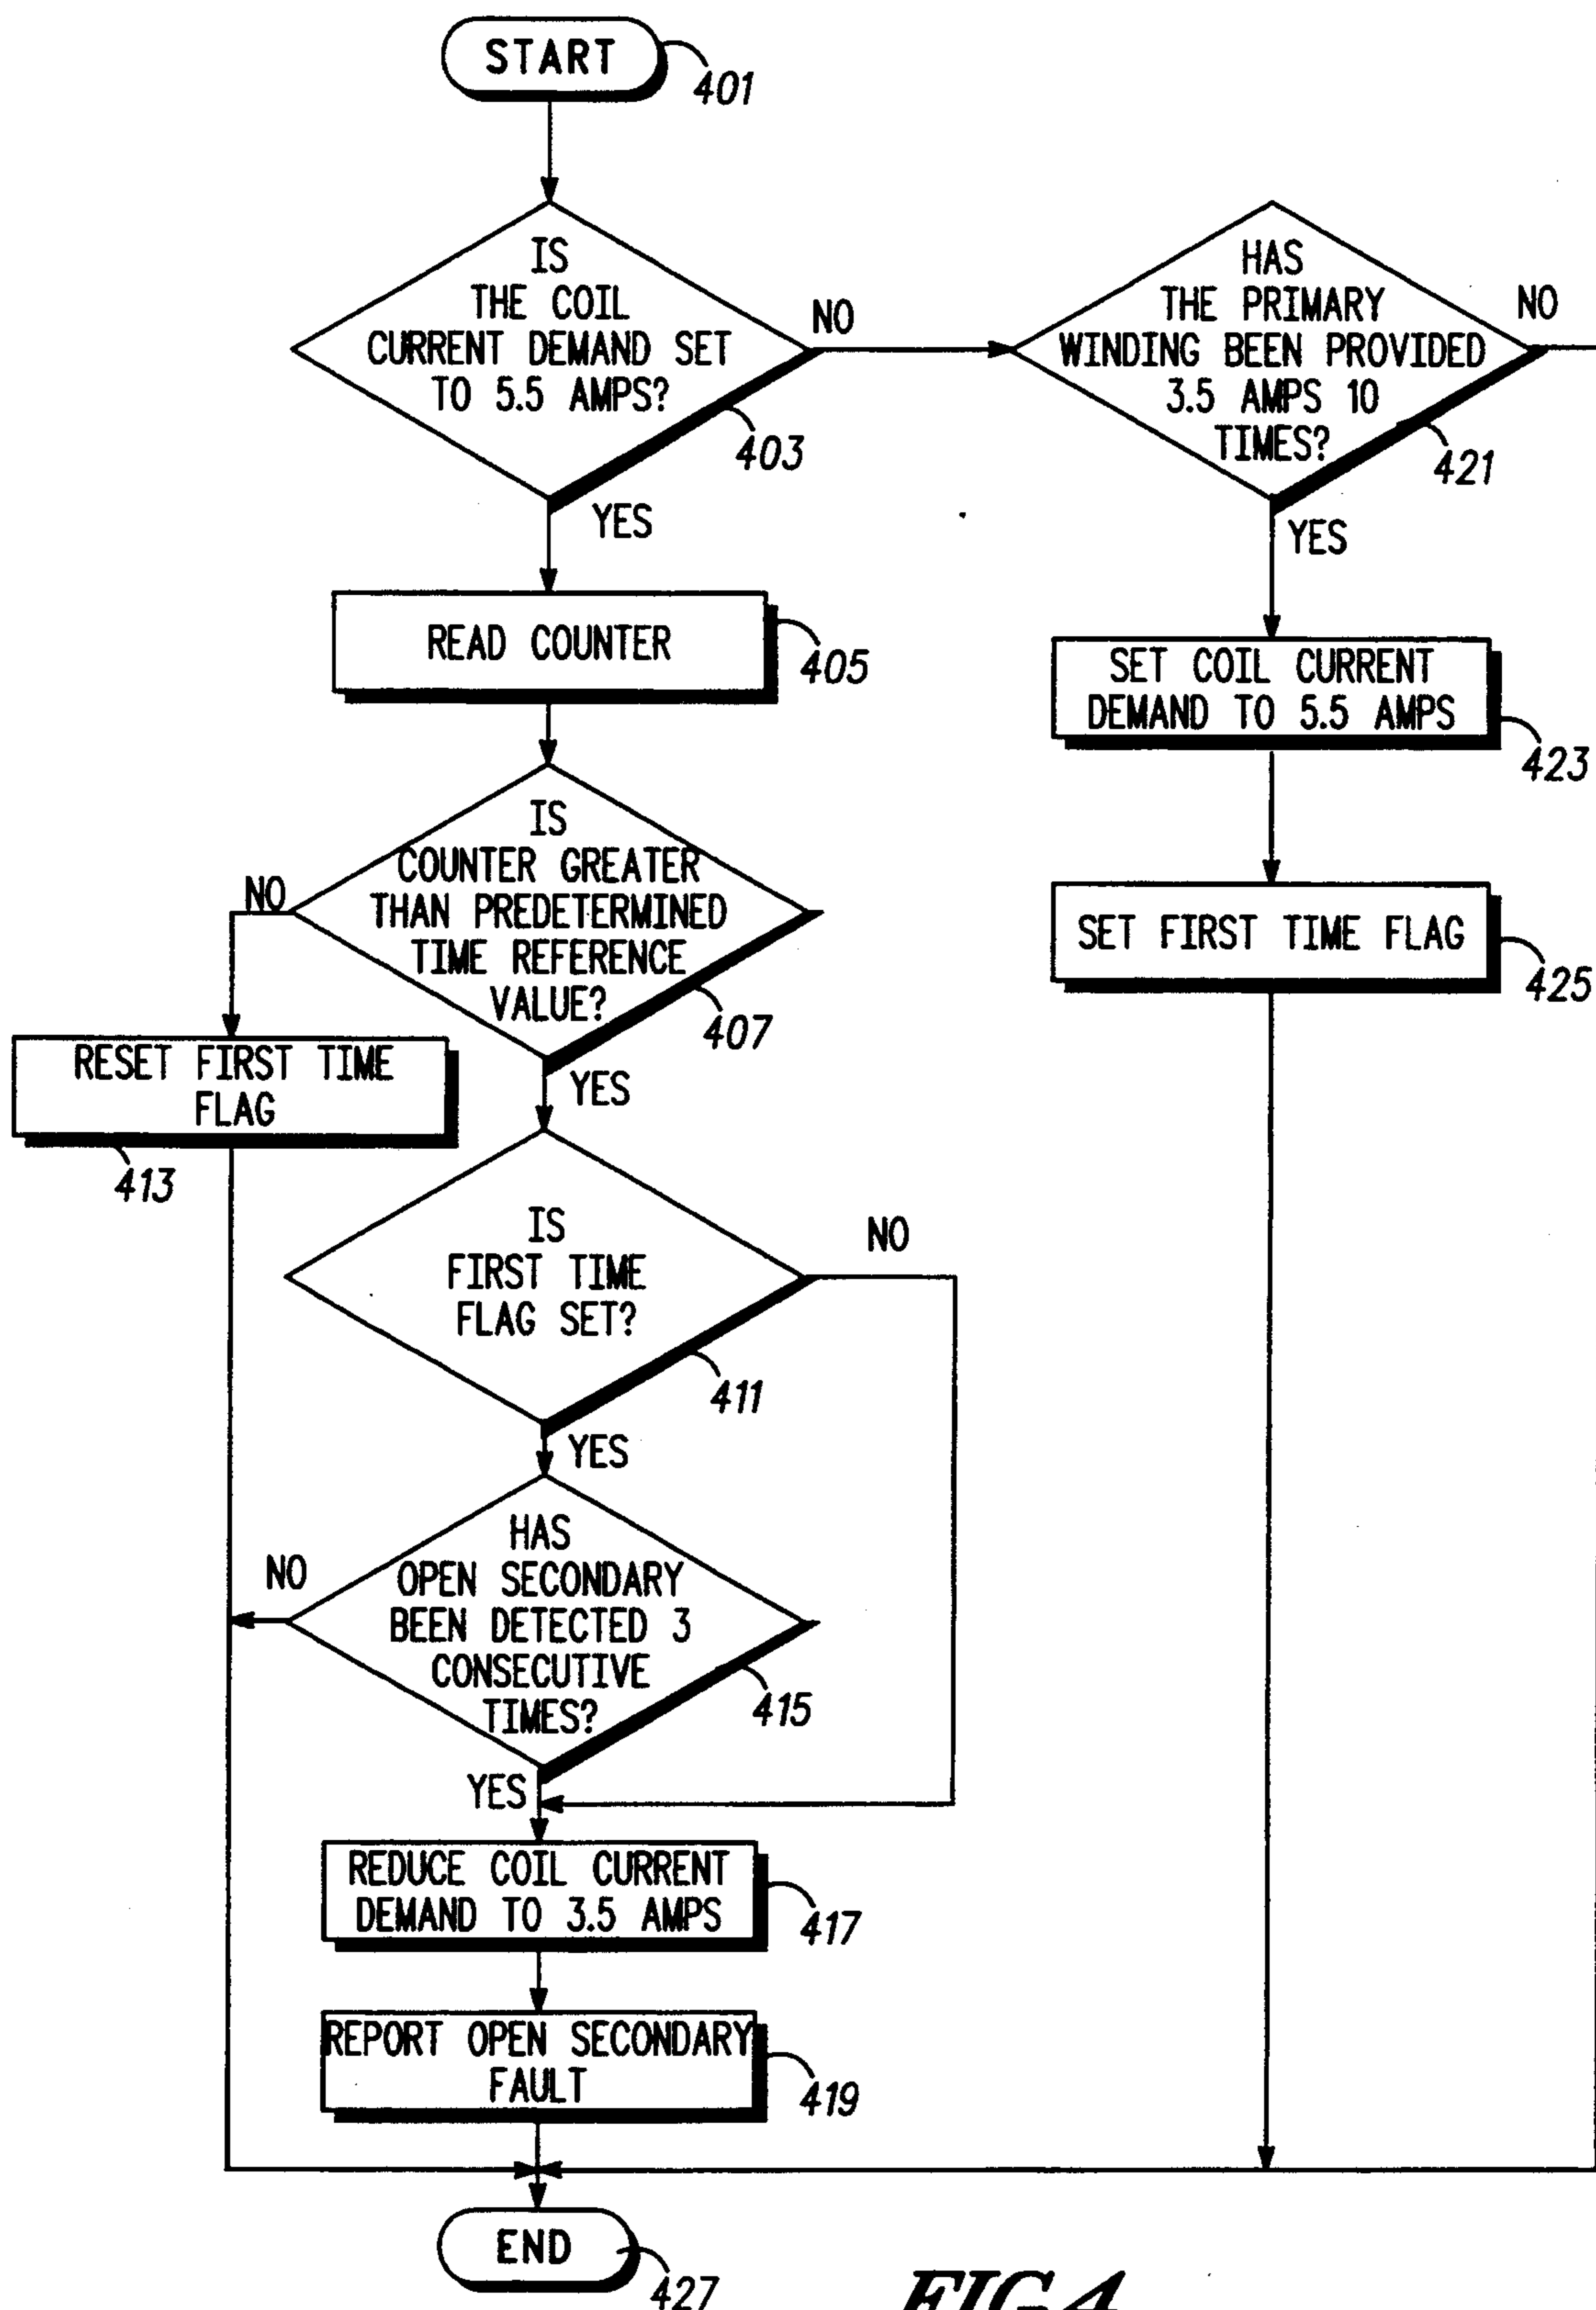 START
401
IS
THE COIL
CURRENT DEMAND SET
TO 5.5 AMPS?
403
NO
YES
HAS
THE PRIMARY
WINDING BEEN PROVIDED
3.5 AMPS 10
TIMES?
421
NO
YES
READ COUNTER
405
SET COIL CURRENT
DEMAND TO 5.5 AMPS
423
IS
COUNTER GREATER
THAN PREDETERMINED
TIME REFERENCE
VALUE?
407
NO
YES
SET FIRST TIME FLAG
425
RESET FIRST TIME
FLAG
413
IS
FIRST TIME
FLAG SET?
411
NO
YES
HAS
OPEN SECONDARY
BEEN DETECTED 3
CONSECUTIVE
TIMES?
415
NO
YES
REDUCE COIL CURRENT
DEMAND TO 3.5 AMPS
417
REPORT OPEN SECONDARY
FAULT
419
END
427
FIG.4